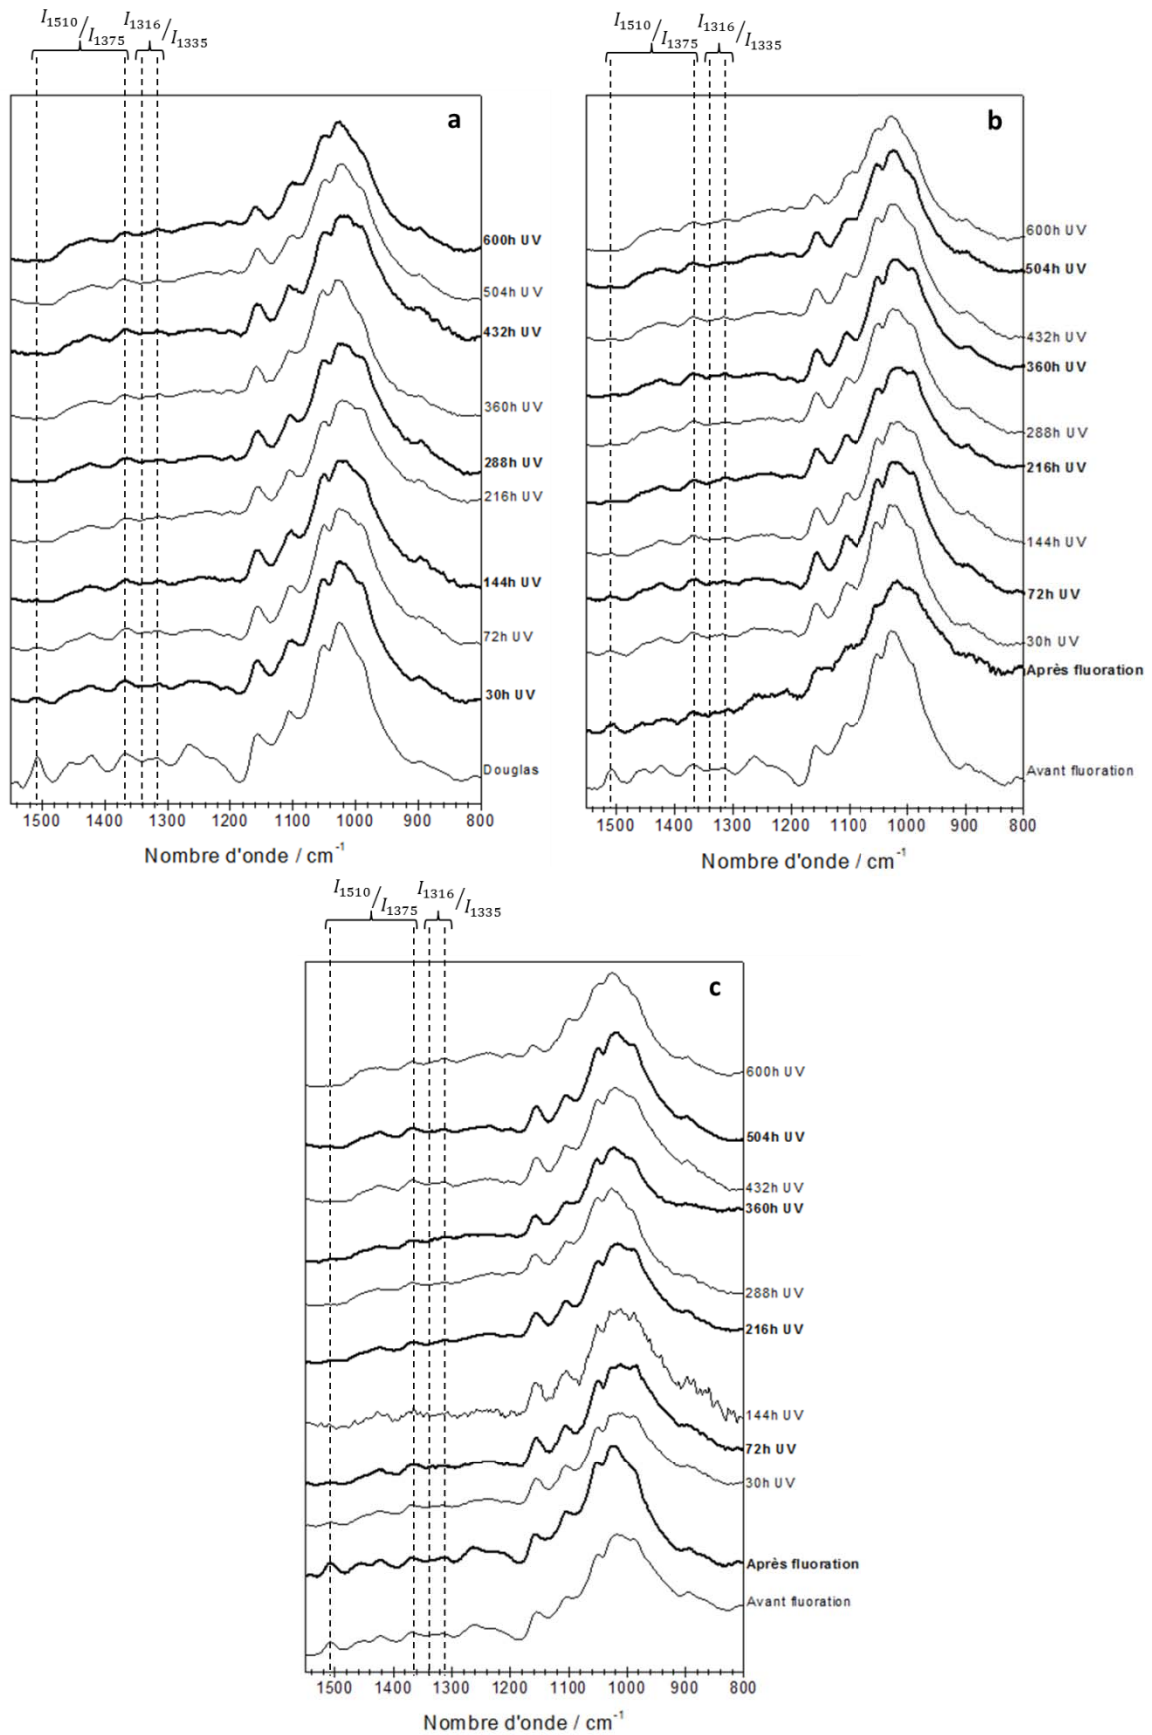 I1510/I1375 I1316/I1335
a
600h UV
504h UV
432h UV
360h UV
288h UV
216h UV
144h UV
72h UV
30h UV
Douglas
1500 1400 1300 1200 1100 1000 900 800
Nombre d'onde / cm-1
I1510/I1375 I1316/I1335
b
600h UV
504h UV
432h UV
360h UV
288h UV
216h UV
144h UV
72h UV
30h UV
Après fluoration
Avant fluoration
1500 1400 1300 1200 1100 1000 900 800
Nombre d'onde / cm-1
I1510/I1375 I1316/I1335
c
600h UV
504h UV
432h UV
360h UV
288h UV
216h UV
144h UV
72h UV
30h UV
Après fluoration
Avant fluoration
1500 1400 1300 1200 1100 1000 900 800
Nombre d'onde / cm-1